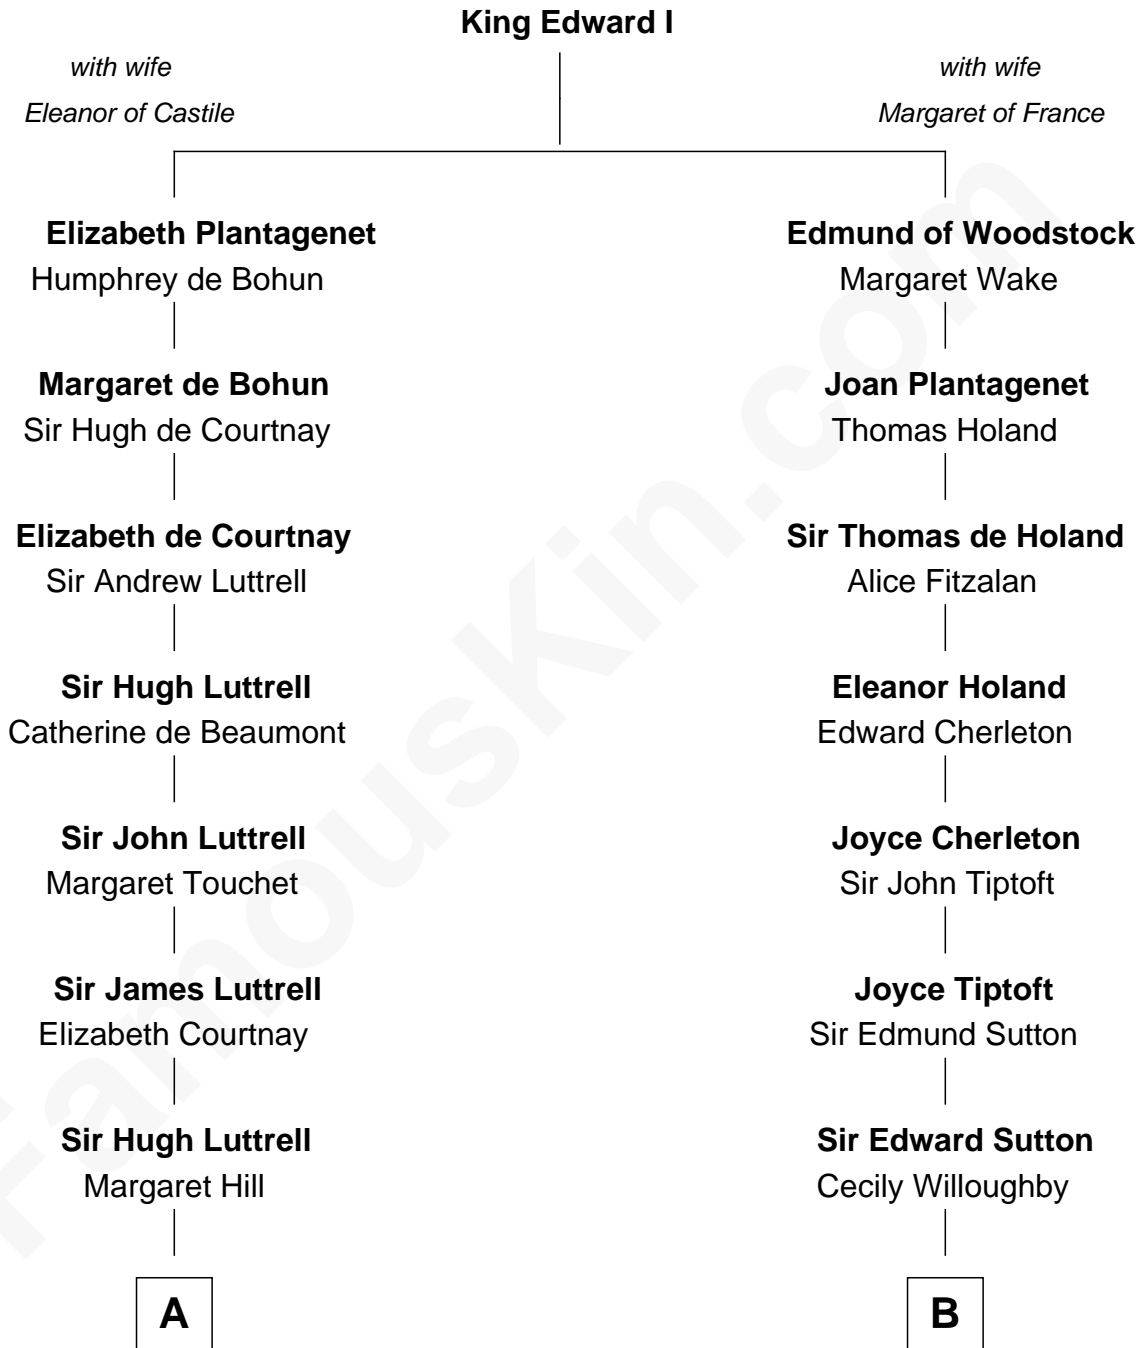 King Edward I
with wife
Eleanor of Castile
with wife
Margaret of France
Elizabeth Plantagenet
Humphrey de Bohun
Edmund of Woodstock
Margaret Wake
Margaret de Bohun
Sir Hugh de Courtnay
Joan Plantagenet
Thomas Holand
Elizabeth de Courtnay
Sir Andrew Luttrell
Sir Thomas de Holand
Alice Fitzalan
Sir Hugh Luttrell
Catherine de Beaumont
Eleanor Holand
Edward Cherleton
Sir John Luttrell
Margaret Touchet
Joyce Cherleton
Sir John Tiptoft
Sir James Luttrell
Elizabeth Courtnay
Joyce Tiptoft
Sir Edmund Sutton
Sir Hugh Luttrell
Margaret Hill
Sir Edward Sutton
Cecily Willoughby
A
B
FamousKin.com